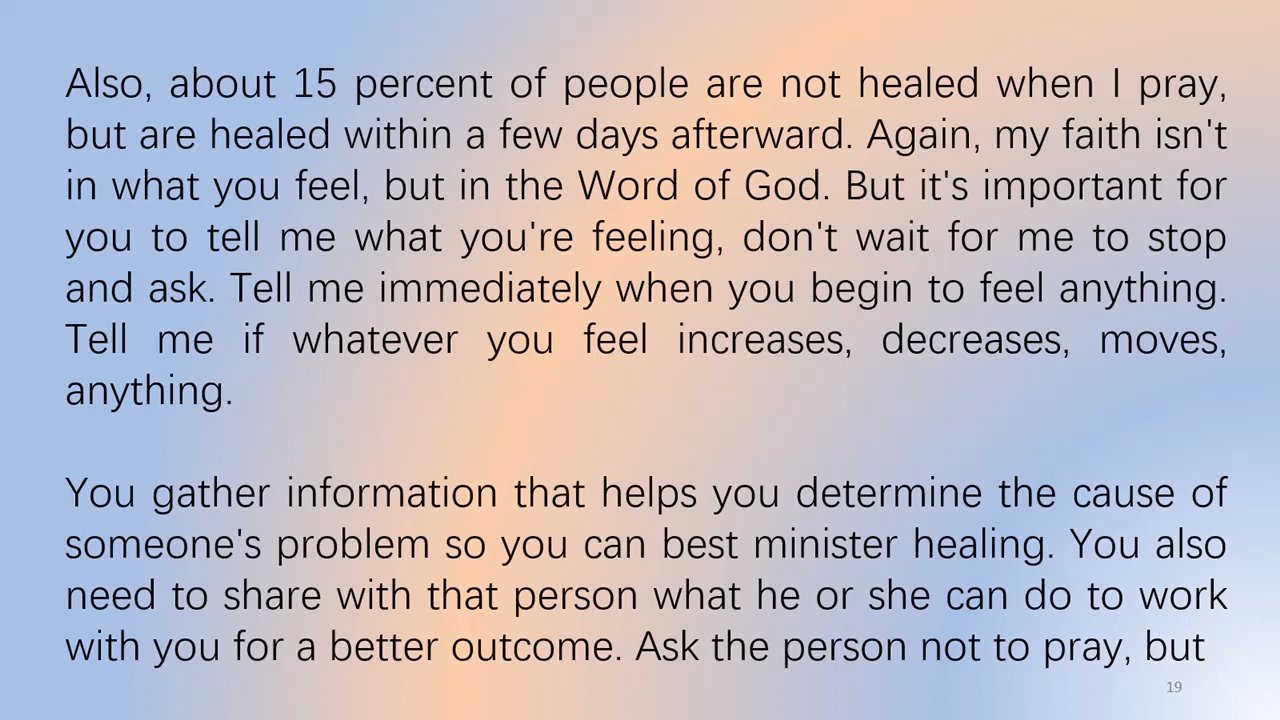 Also, about 15 percent of people are not healed when I pray,
but are healed within a few days afterward. Again, my faith isn't
in what you feel, but in the Word of God. But it's important for
you to tell me what you're feeling, don't wait for me to stop
and ask. Tell me immediately when you begin to feel anything.
Tell me if whatever you feel increases, decreases, moves,
anything.
You gather information that helps you determine the cause of
someone's problem so you can best minister healing. You also
need to share with that person what he or she can do to work
with you for a better outcome. Ask the person not to pray, but
19